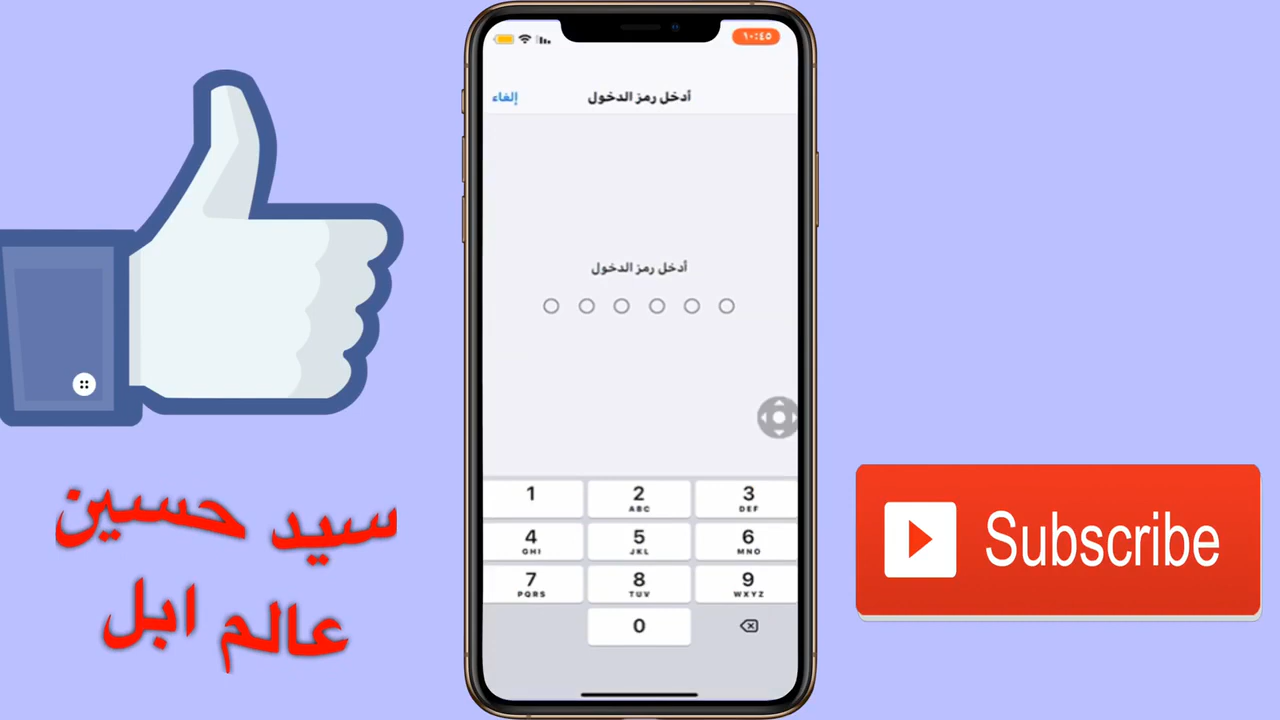 ١٠:٤٥
أدخل رمز الدخول
إلغاء
أدخل رمز الدخول
1
2
ABC
3
DEF
4
GHI
5
JKL
6
MNO
7
PQRS
8
TUV
9
WXYZ
0
سيد حسين
عالم ابل
Subscribe